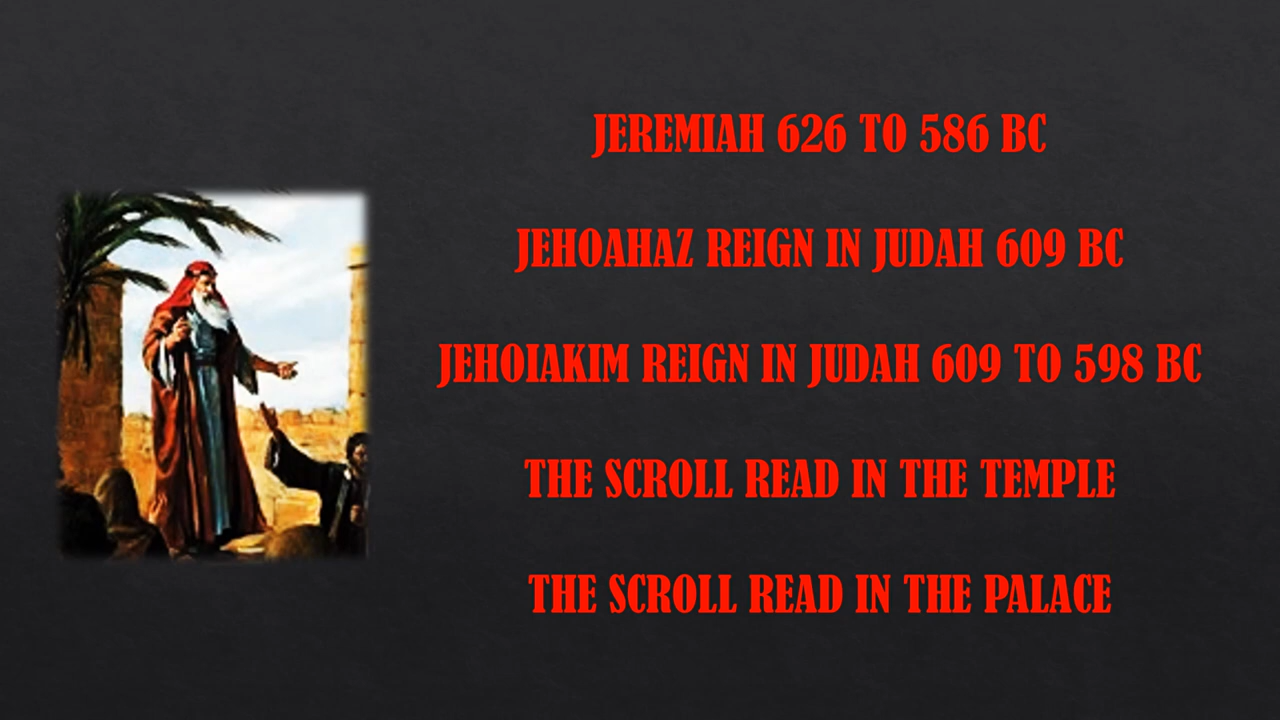 JEREMIAH 626 TO 586 BC
JEHOAHAZ REIGN IN JUDAH 609 BC
JEHOIAKIM REIGN IN JUDAH 609 TO 598 BC
THE SCROLL READ IN THE TEMPLE
THE SCROLL READ IN THE PALACE